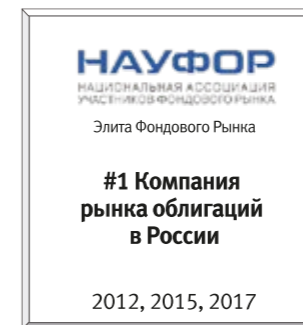 НАУФОР
НАЦИОНАЛЬНАЯ АССОЦИАЦИЯ
УЧАСТНИКОВ ФОНДОВОГО РЫНКА
Элита Фондового Рынка
#1 Компания
рынка облигаций
в России
2012, 2015, 2017